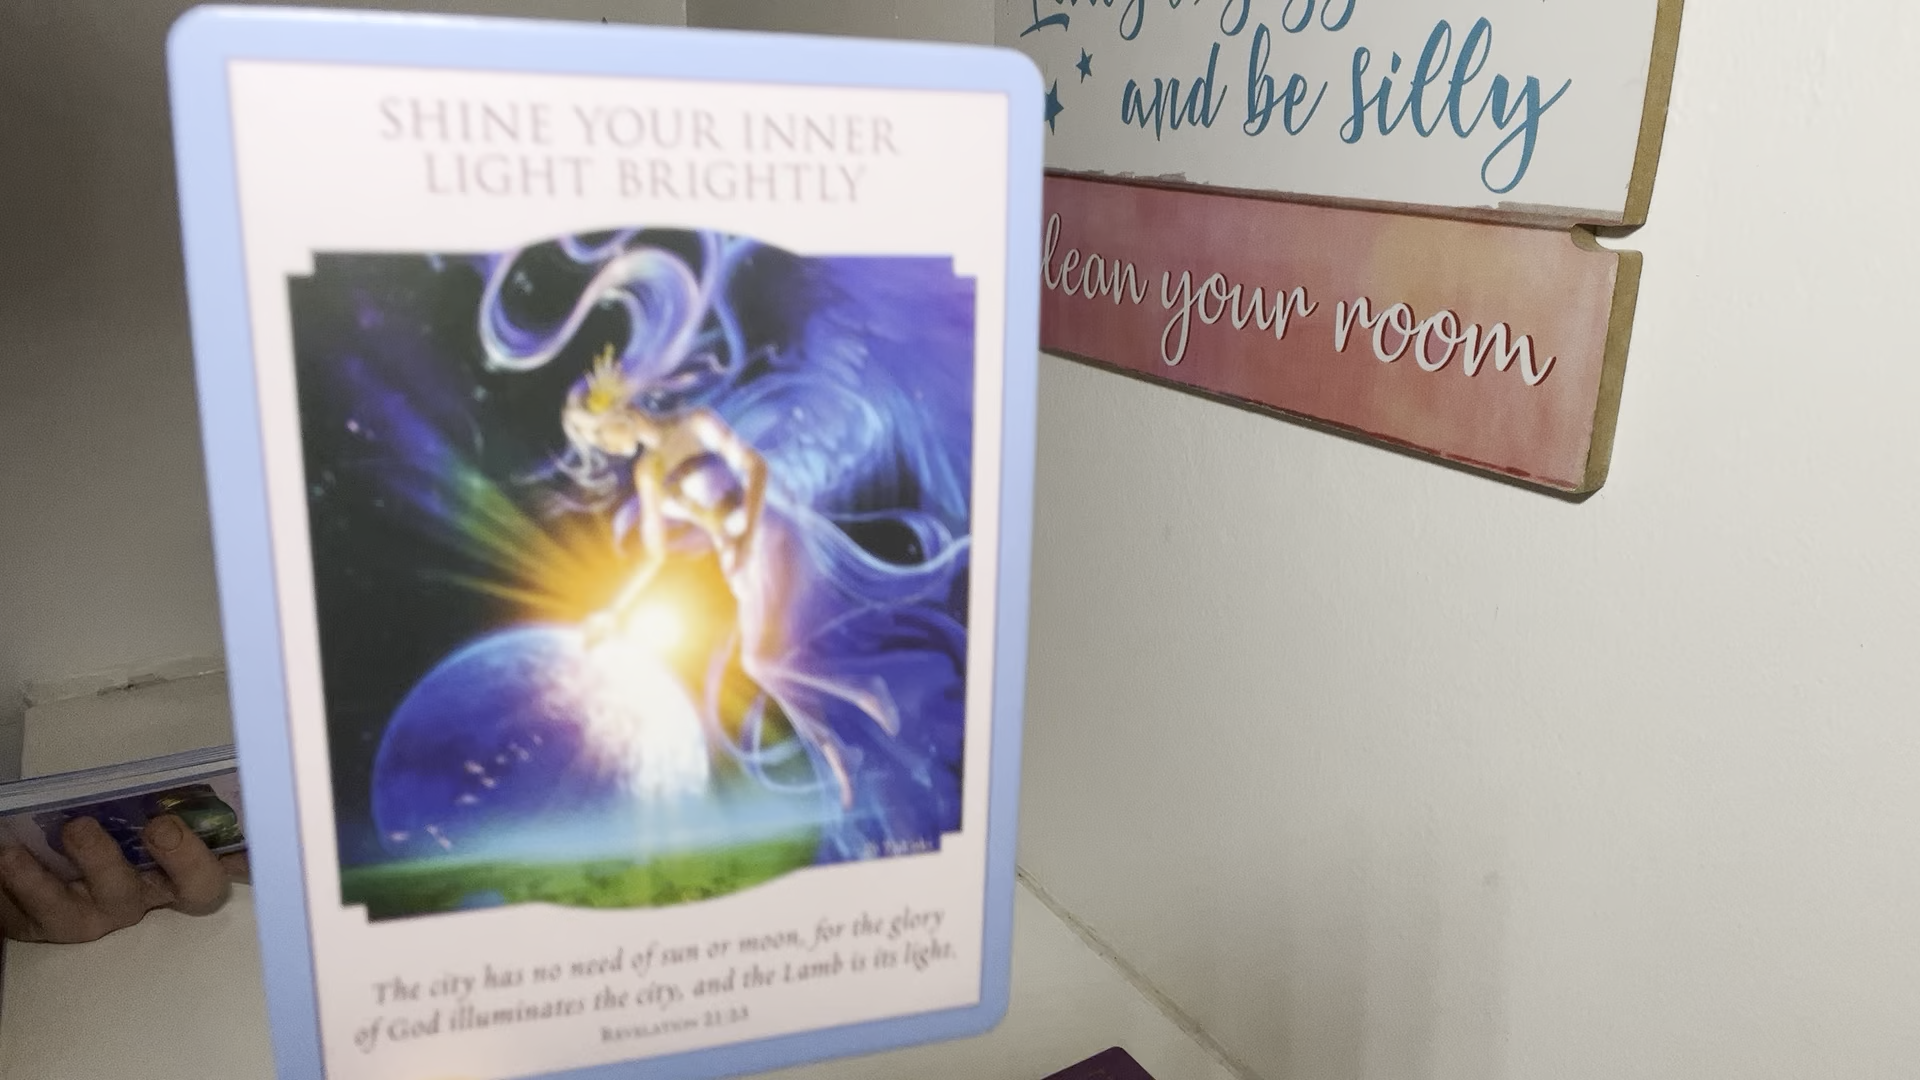 SHINE YOUR INNER
LIGHT BRIGHTLY
The city has no need of sun or moon, for the glory
of God illuminates the city, and the Lamb is its light.
REVELATION 21:23
and be silly
lean your room